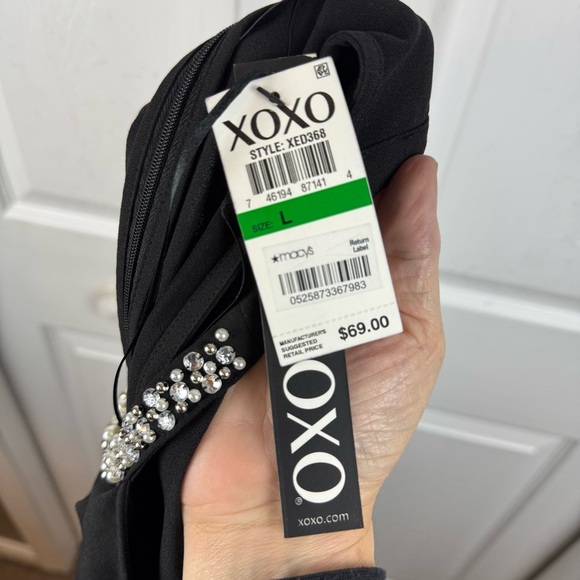 XOXO
STYLE: XED368
7 46194 87141 4
SIZE: L
★macy's
Return
Label
0525873367983
MANUFACTURER'S
SUGGESTED
RETAIL PRICE
$69.00
OXO
®
xoxo.com